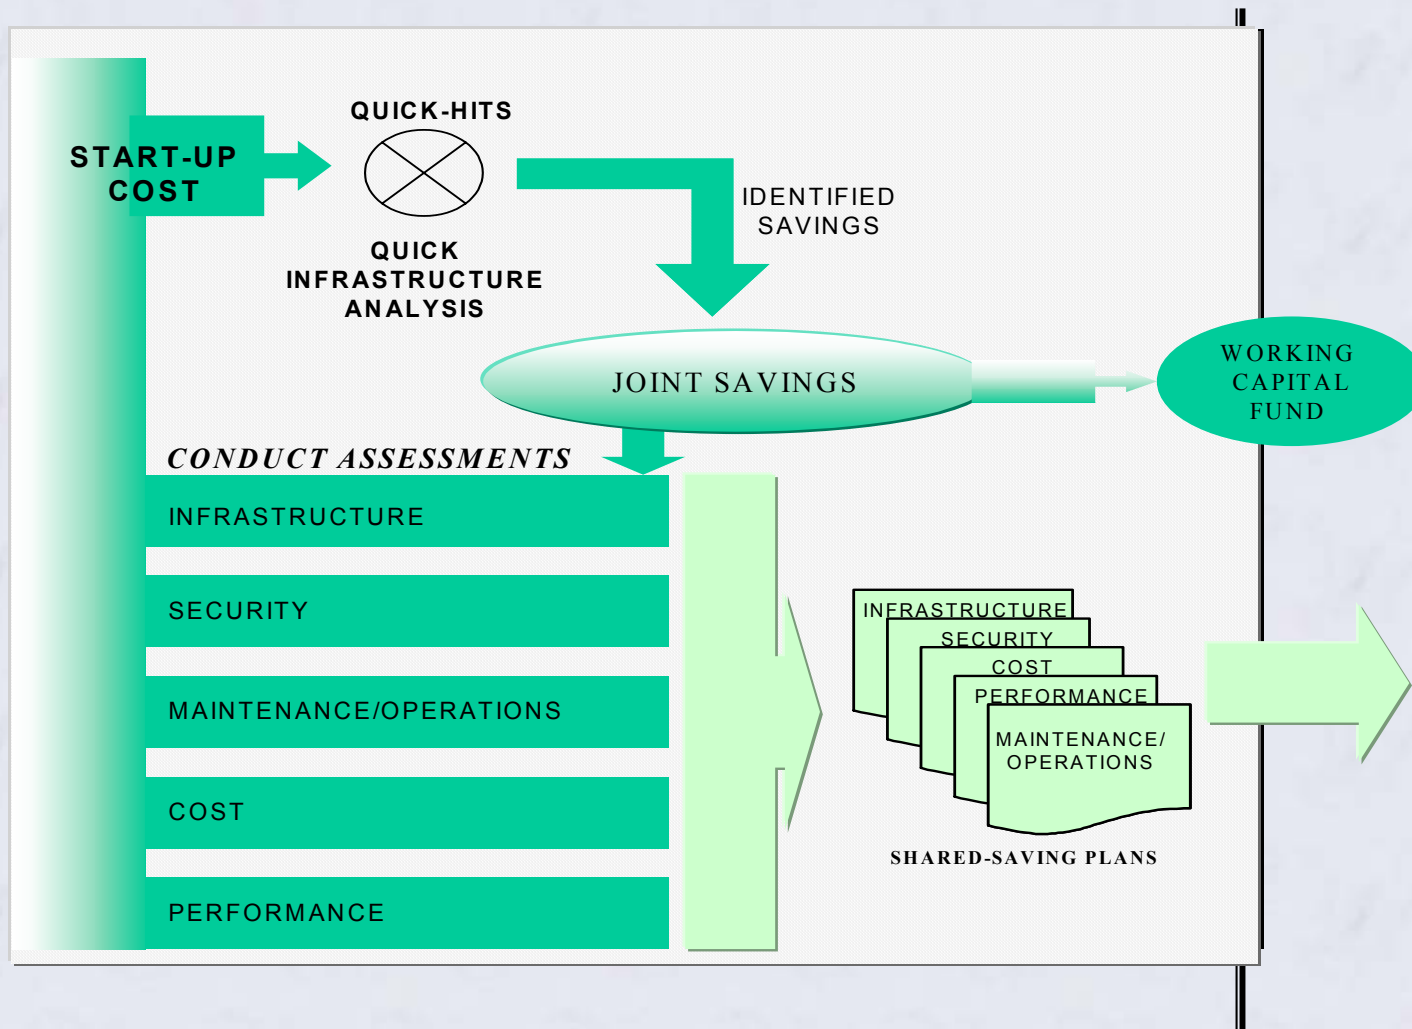 QUICK-HITS
START-UP
COST
QUICK
INFRASTRUCTURE
ANALYSIS
IDENTIFIED
SAVINGS
JOINT SAVINGS
WORKING
CAPITAL
FUND
CONDUCT ASSESSMENTS
INFRASTRUCTURE
SECURITY
MAINTENANCE/OPERATIONS
COST
PERFORMANCE
INFRASTRUCTURE
SECURITY
COST
PERFORMANCE
MAINTENANCE/
OPERATIONS
SHARED-SAVING PLANS